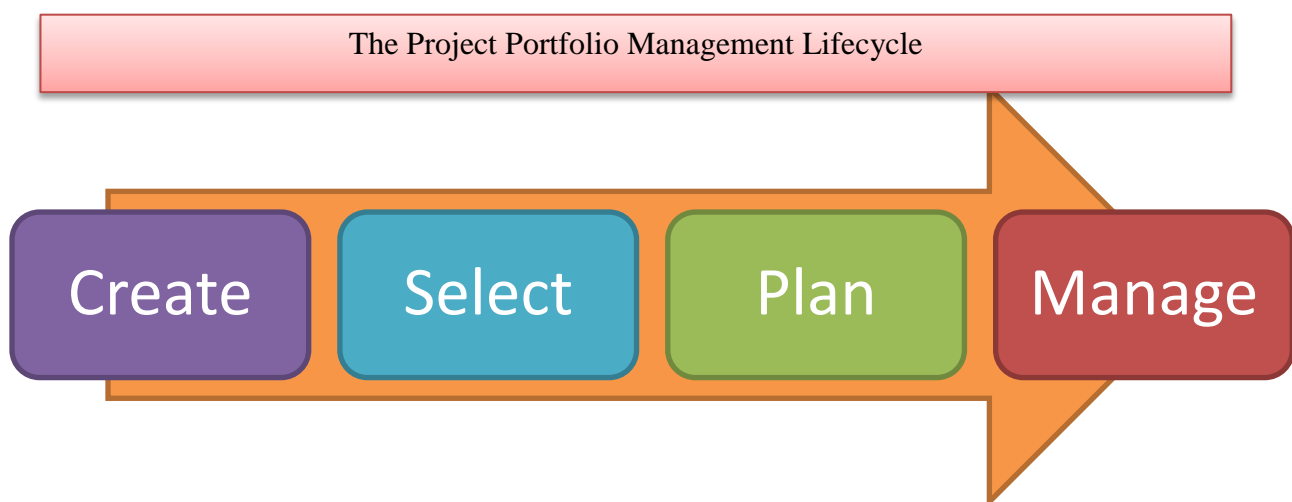 The Project Portfolio Management Lifecycle
Create
Select
Plan
Manage